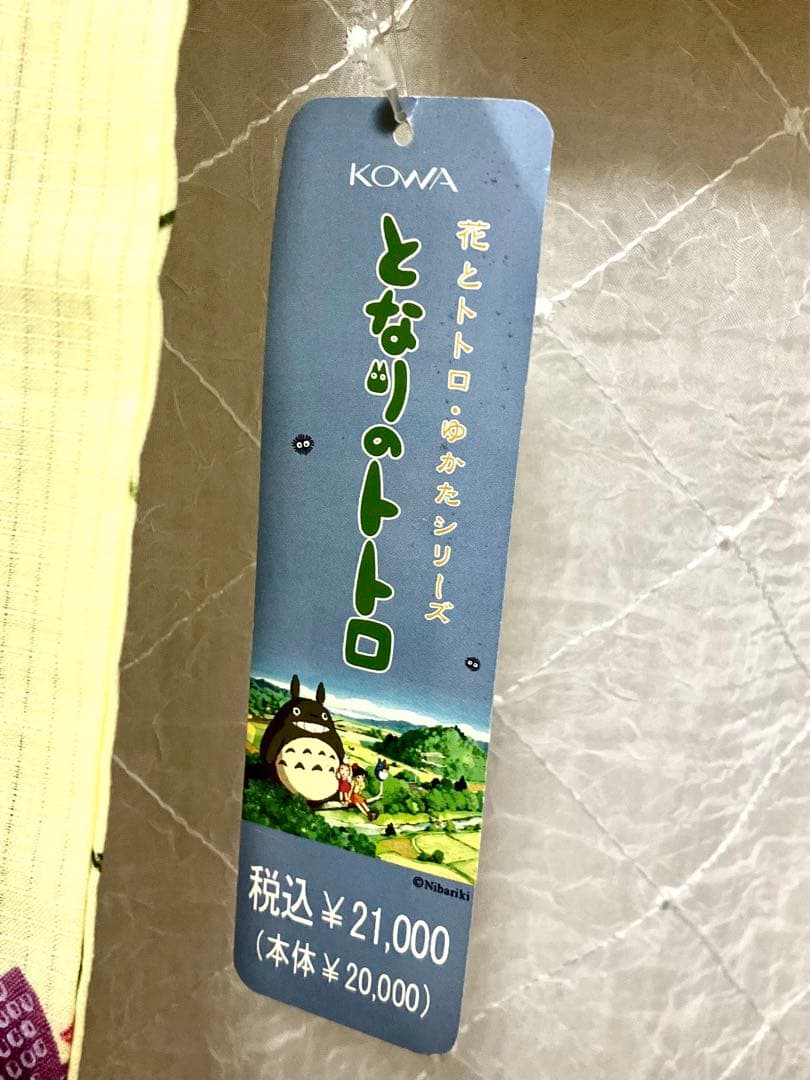 KOWA
花とトトロ・ゆかたシリーズ
となりのトトロ
©Nibariki
税込￥21,000
(本体￥20,000)